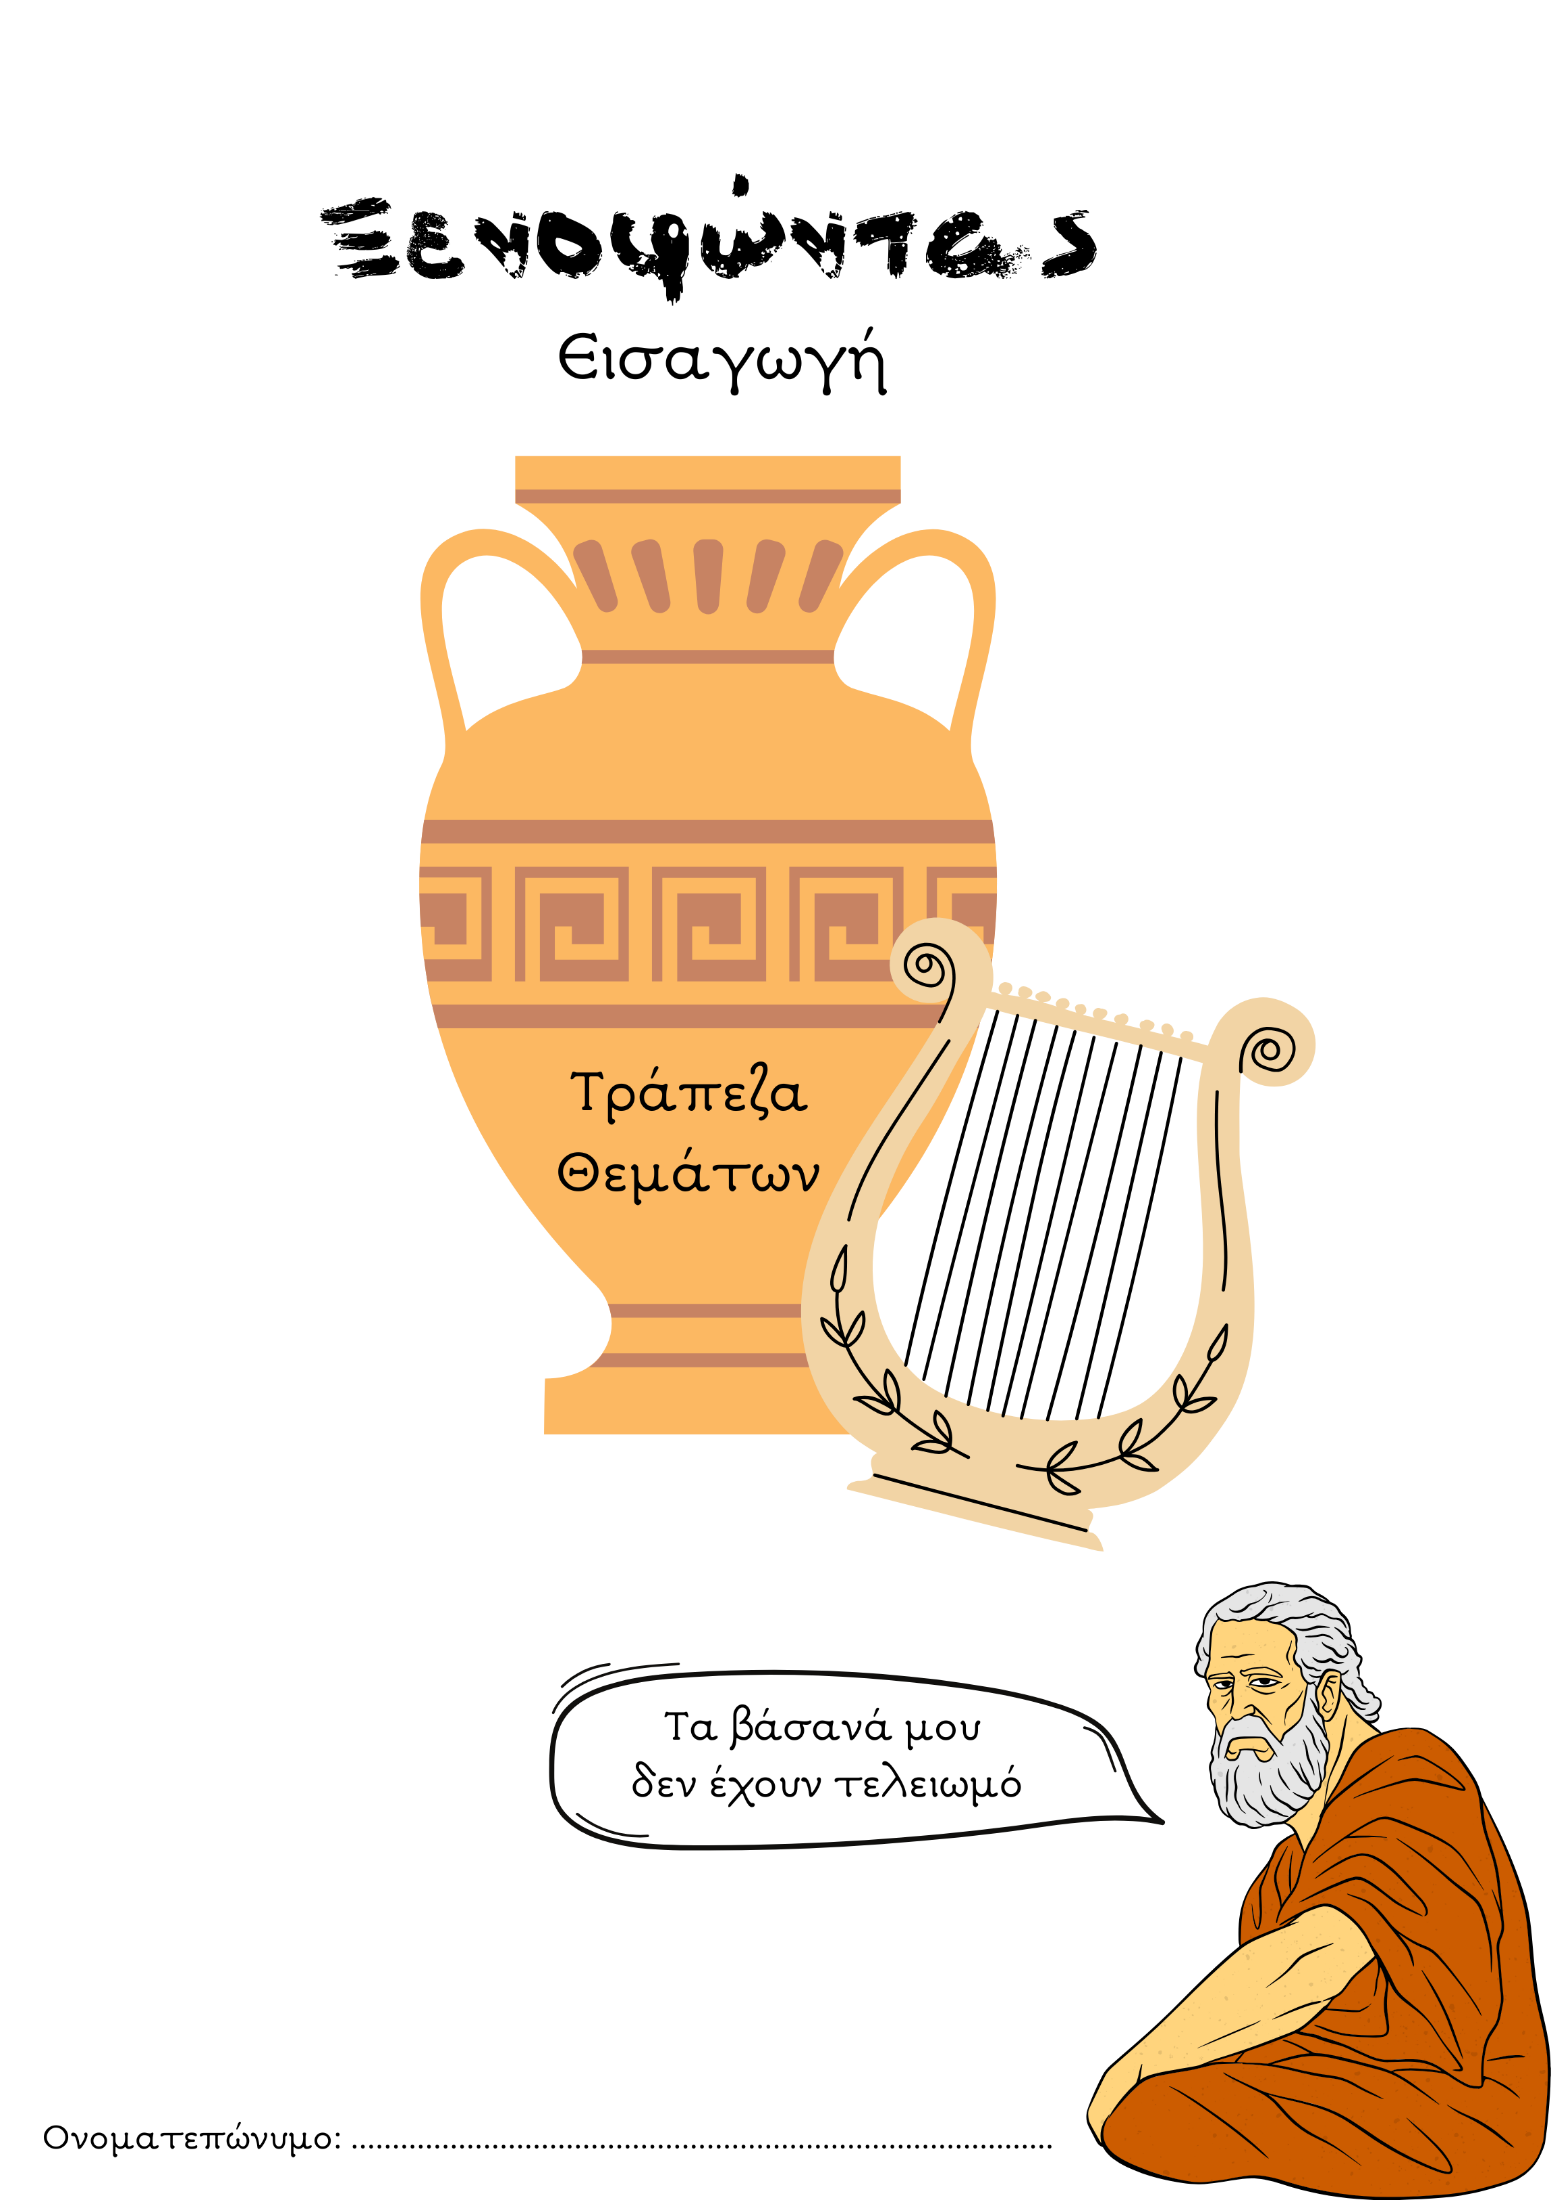 Ξενοφώντας
Εισαγωγή
Τράπεζα
Θεμάτων
Τα βάσανά μου
δεν έχουν τελειωμό
Ονοματεπώνυμο: ....................................................................................